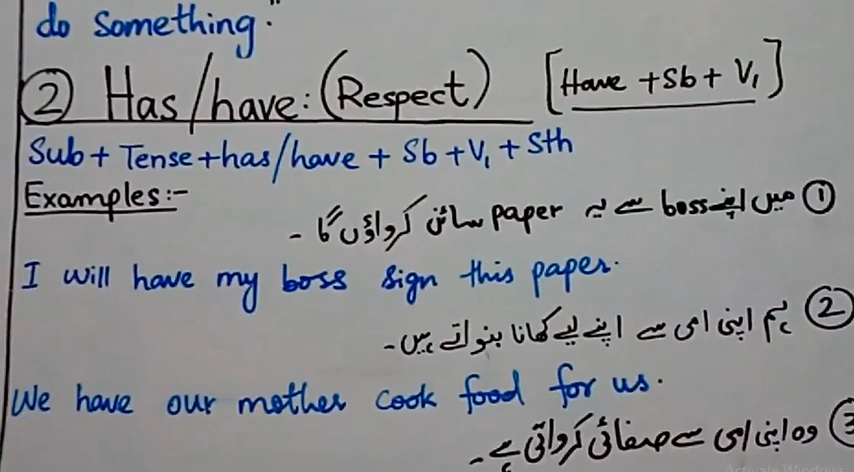 do something."
② Has/have: (Respect) [Have + Sb + V₁]
Sub + Tense + has/have + Sb + V₁ + Sth
Examples:-
① میں اپنے boss سے یہ paper سائن کرواؤں گا۔
I will have my boss sign this paper.
② ہم اپنی امی سے اپنے لیے کھانا بنواتے ہیں۔
We have our mother cook food for us.
③ وہ اپنی امی سے صفائی کرواتی ہے۔
Activate Windows